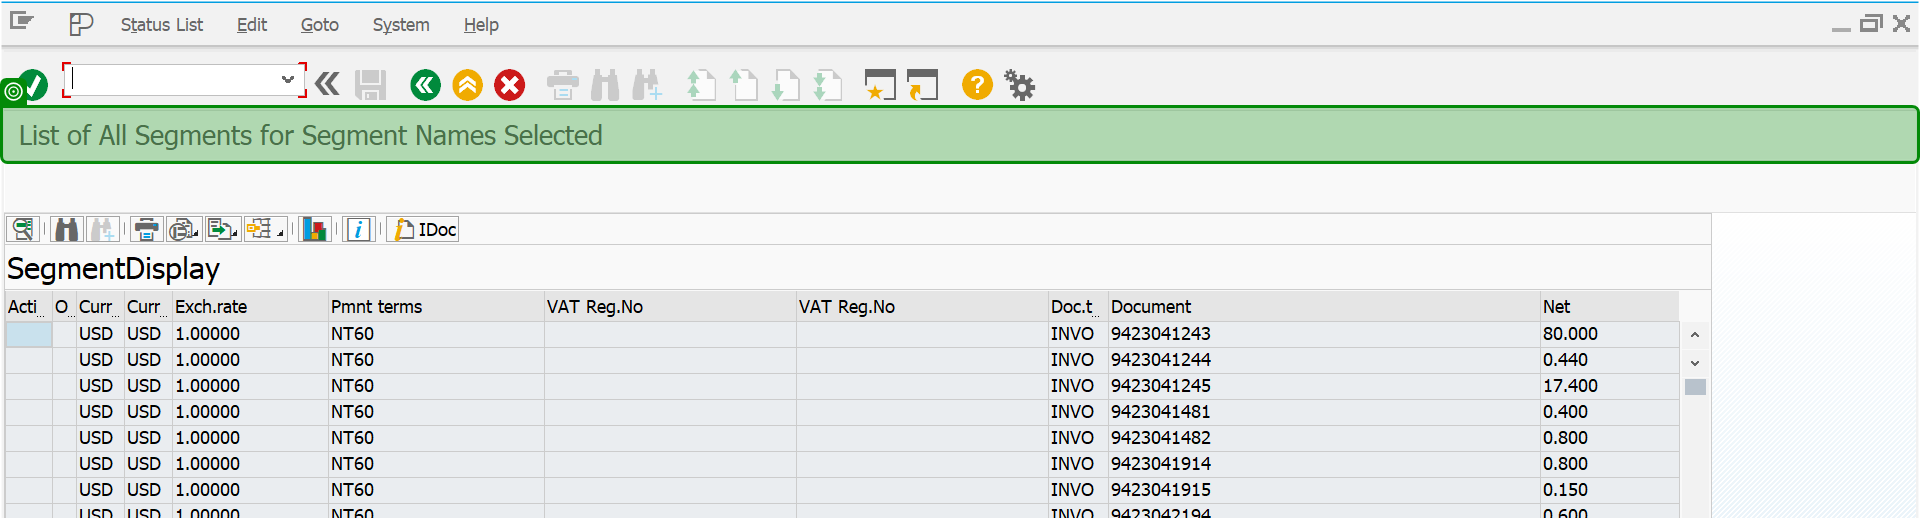 Status List Edit Goto System Help
List of All Segments for Segment Names Selected
IDoc
SegmentDisplay
Acti... O... Curr... Curr... Exch.rate Pmnt terms VAT Reg.No VAT Reg.No Doc.t... Document Net
USD USD 1.00000 NT60 INVO 9423041243 80.000
USD USD 1.00000 NT60 INVO 9423041244 0.440
USD USD 1.00000 NT60 INVO 9423041245 17.400
USD USD 1.00000 NT60 INVO 9423041481 0.400
USD USD 1.00000 NT60 INVO 9423041482 0.800
USD USD 1.00000 NT60 INVO 9423041914 0.800
USD USD 1.00000 NT60 INVO 9423041915 0.150
USD USD 1.00000 NT60 INVO 9423042194 0.600